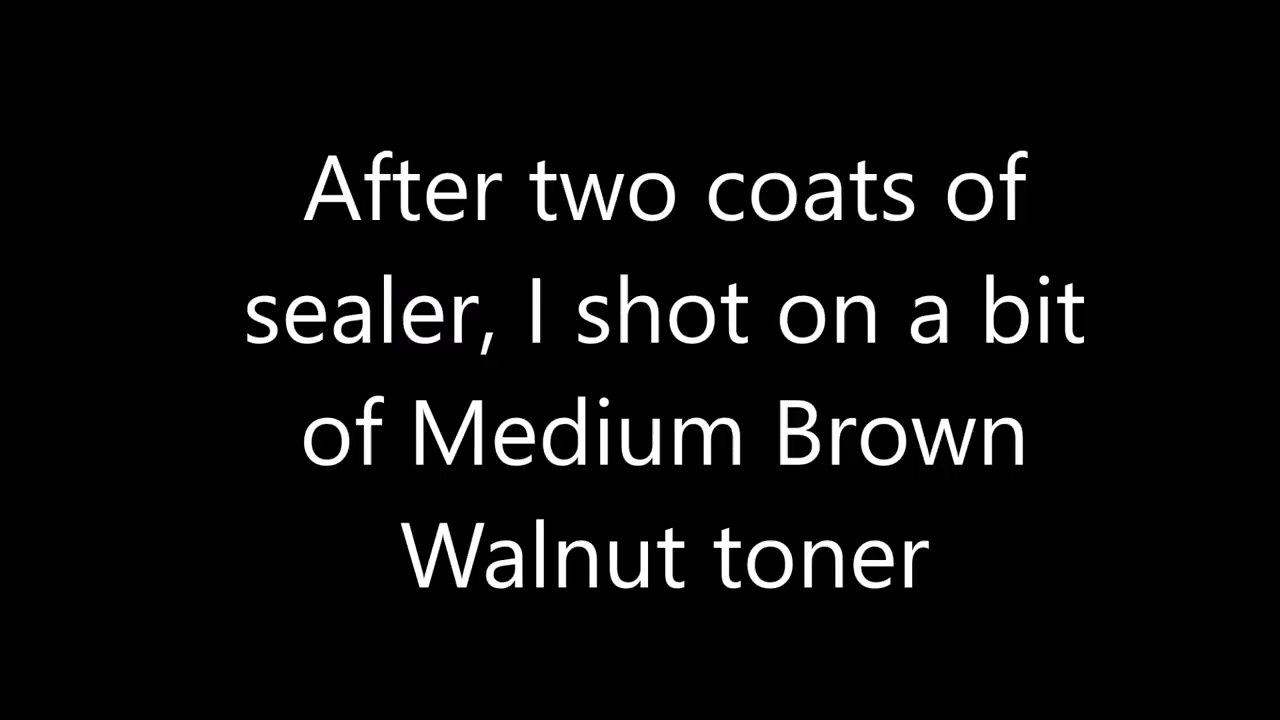 After two coats of
sealer, I shot on a bit
of Medium Brown
Walnut toner